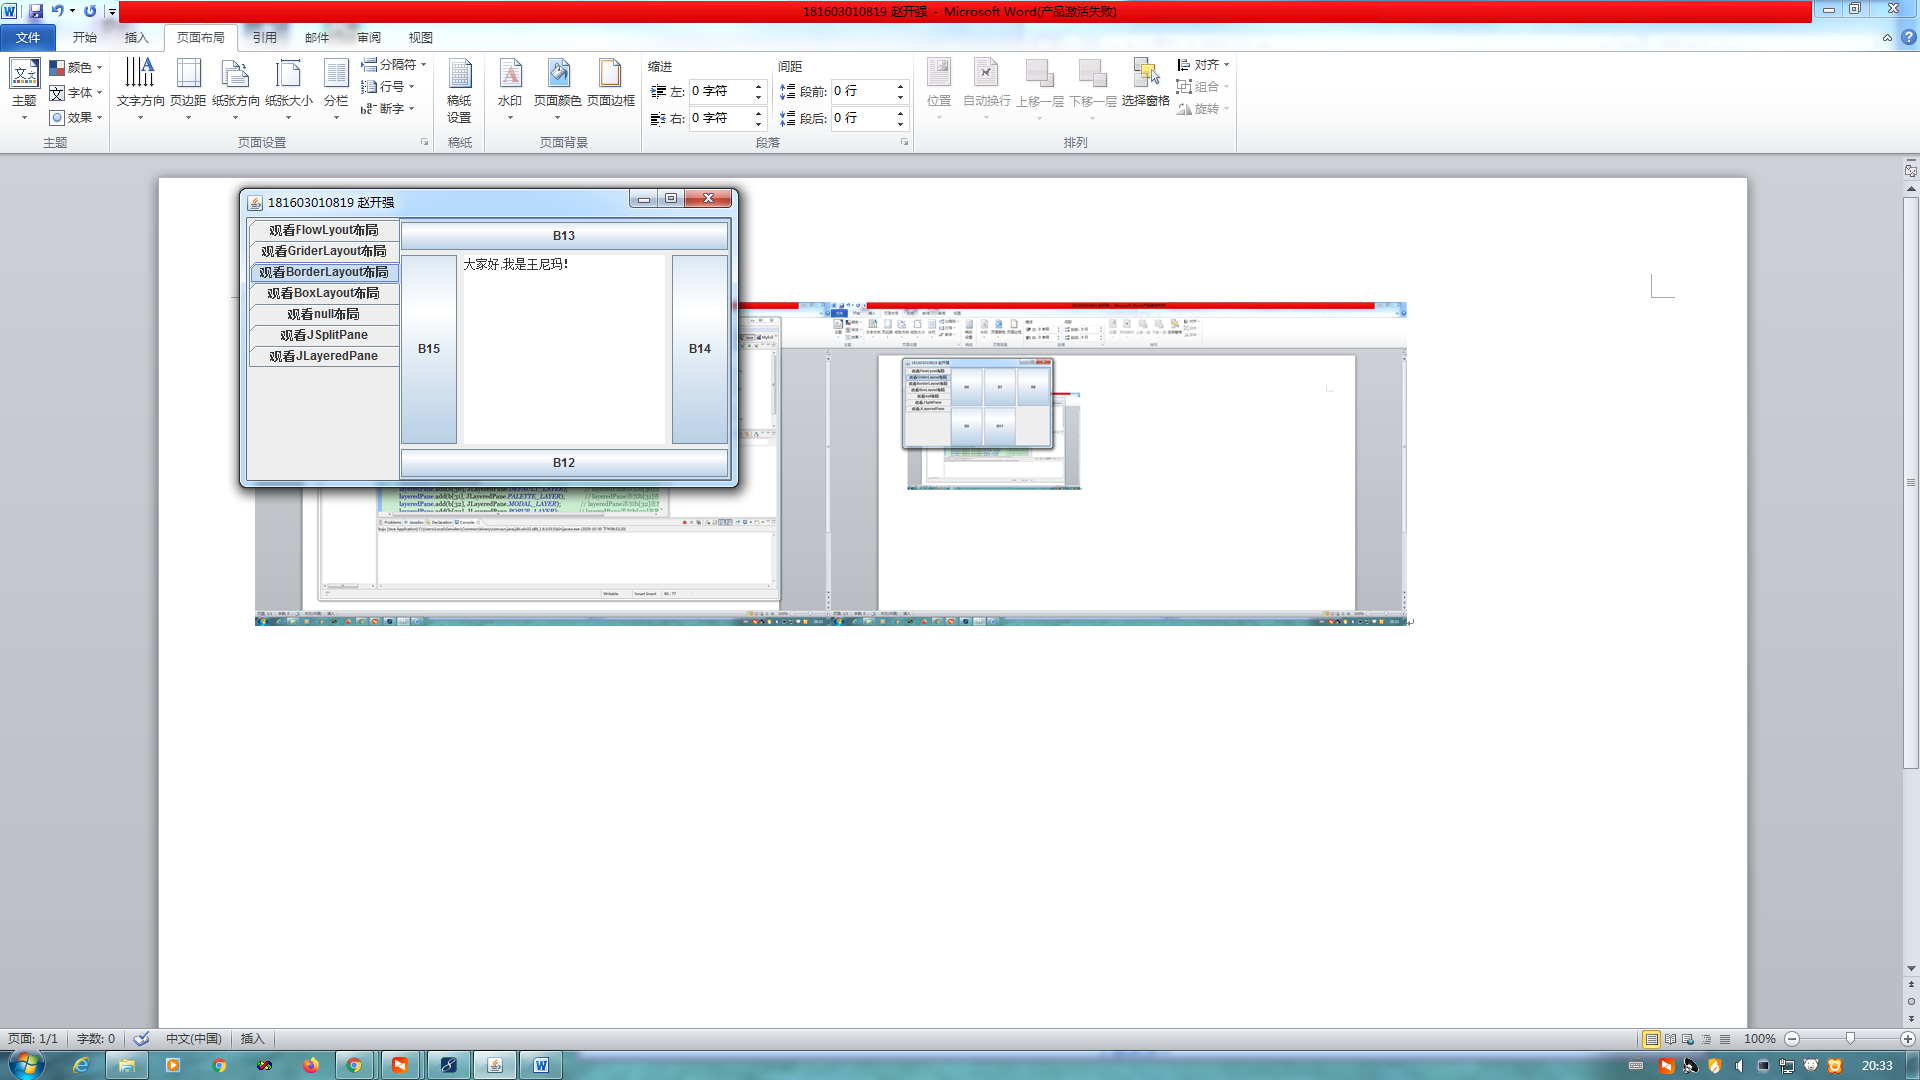 181603010819 赵开强 - Microsoft Word(产品激活失败)
文件 开始 插入 页面布局 引用 邮件 审阅 视图
主题 颜色 字体 效果 文字方向 页边距 纸张方向 纸张大小 分栏 分隔符 行号 断字 稿纸设置 水印 页面颜色 页面边框
缩进 左: 0 字符 右: 0 字符 间距 段前: 0 行 段后: 0 行
位置 自动换行 上移一层 下移一层 选择窗格 对齐 组合 旋转
主题 页面设置 稿纸 页面背景 段落 排列
181603010819 赵开强
观看FlowLyout布局
观看GriderLayout布局
观看BorderLayout布局
观看BoxLayout布局
观看null布局
观看JSplitPane
观看JLayeredPane
B13
B15
大家好,我是王尼玛!
B14
B12
layeredPane.add(b[31], JLayeredPane.PALETTE_LAYER);
layeredPane.add(b[32], JLayeredPane.MODAL_LAYER);
页面: 1/1 字数: 0 中文(中国) 插入 100%
20:33